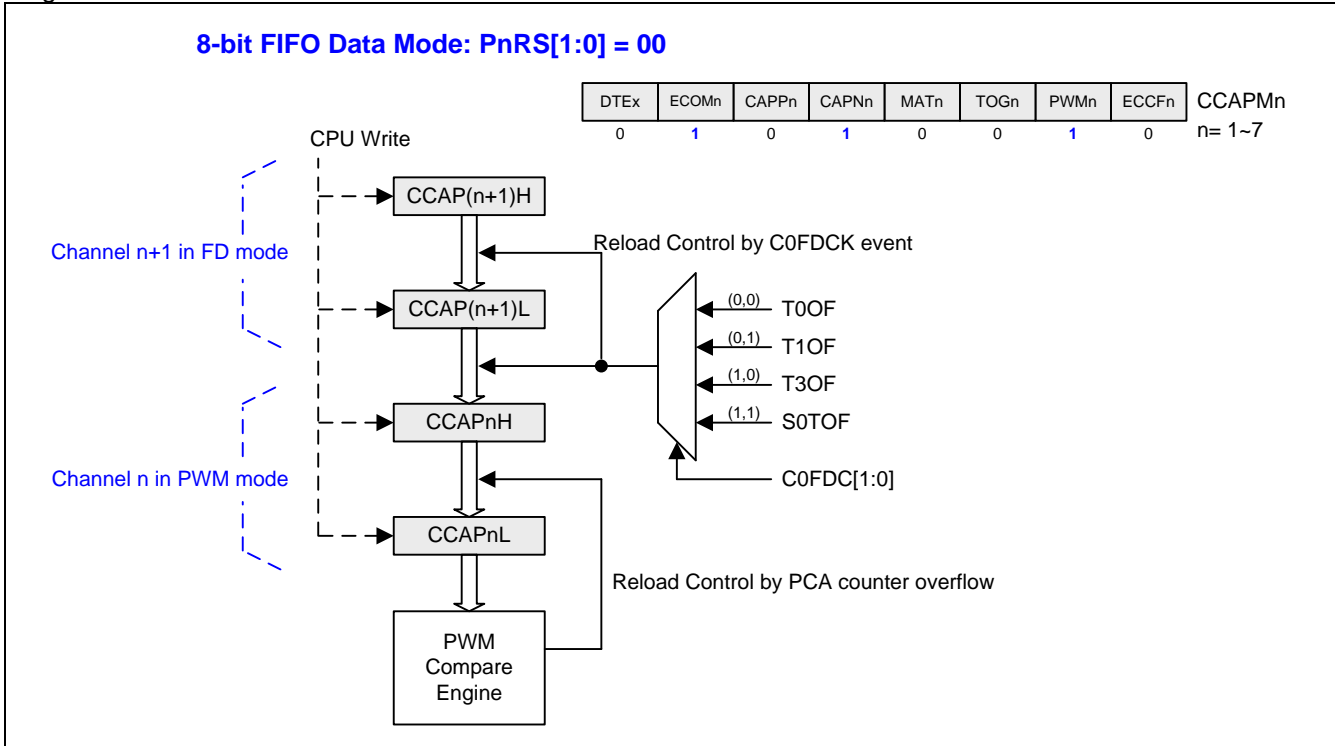 8-bit FIFO Data Mode: PnRS[1:0] = 00
DTEx ECOMn CAPPn CAPNn MATn TOGn PWMn ECCFn CCAPMn
0 1 0 1 0 0 1 0 n= 1~7
CPU Write
CCAP(n+1)H
Channel n+1 in FD mode
Reload Control by C0FDCK event
CCAP(n+1)L
(0,0) T0OF
(0,1) T1OF
(1,0) T3OF
(1,1) S0TOF
CCAPnH
Channel n in PWM mode
C0FDC[1:0]
CCAPnL
Reload Control by PCA counter overflow
PWM
Compare
Engine